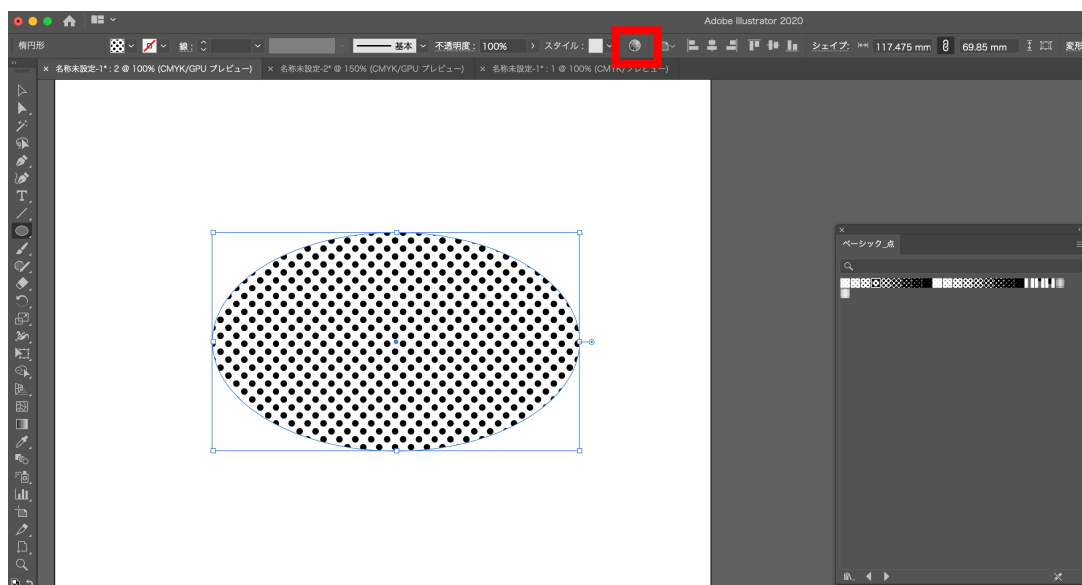 Adobe Illustrator 2020
楕円形 線: 基本 不透明度: 100% スタイル: シェイプ: 117.475 mm 69.85 mm 変形
× 名称未設定-1* : 2 @ 100% (CMYK/GPU プレビュー) × 名称未設定-2* @ 150% (CMYK/GPU プレビュー) × 名称未設定-1* : 1 @ 100% (CMYK/プレビュー)
ベーシック_点